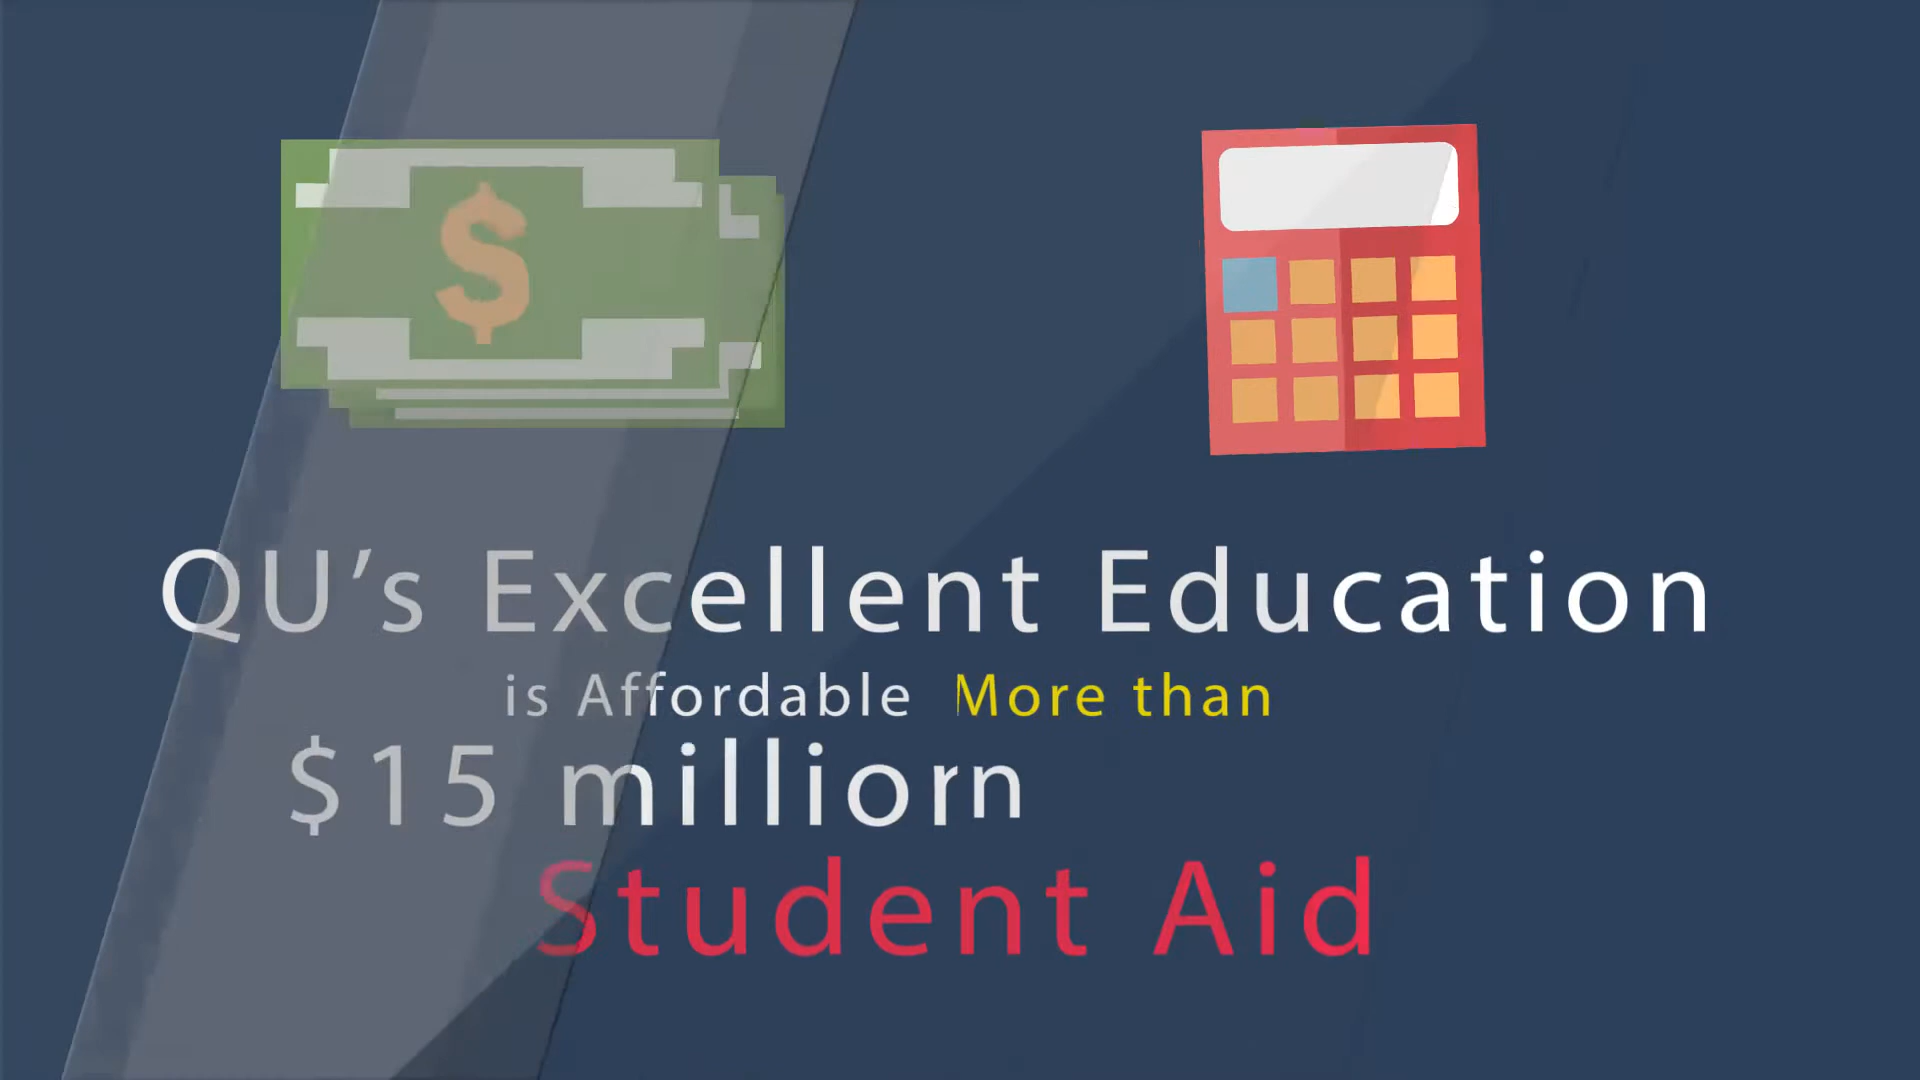 $
QU's Excellent Education
is Affordable More than
$15 milliorn
Student Aid